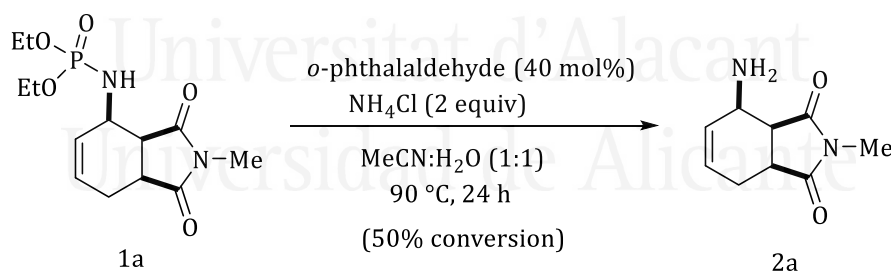 Universitat d'Alacant
Universidad de Alicante
EtO
O
P
EtO
NH
O
N
Me
O
1a
o-phthalaldehyde (40 mol%)
NH₄Cl (2 equiv)
MeCN:H₂O (1:1)
90 °C, 24 h
(50% conversion)
NH₂
O
N
Me
O
2a